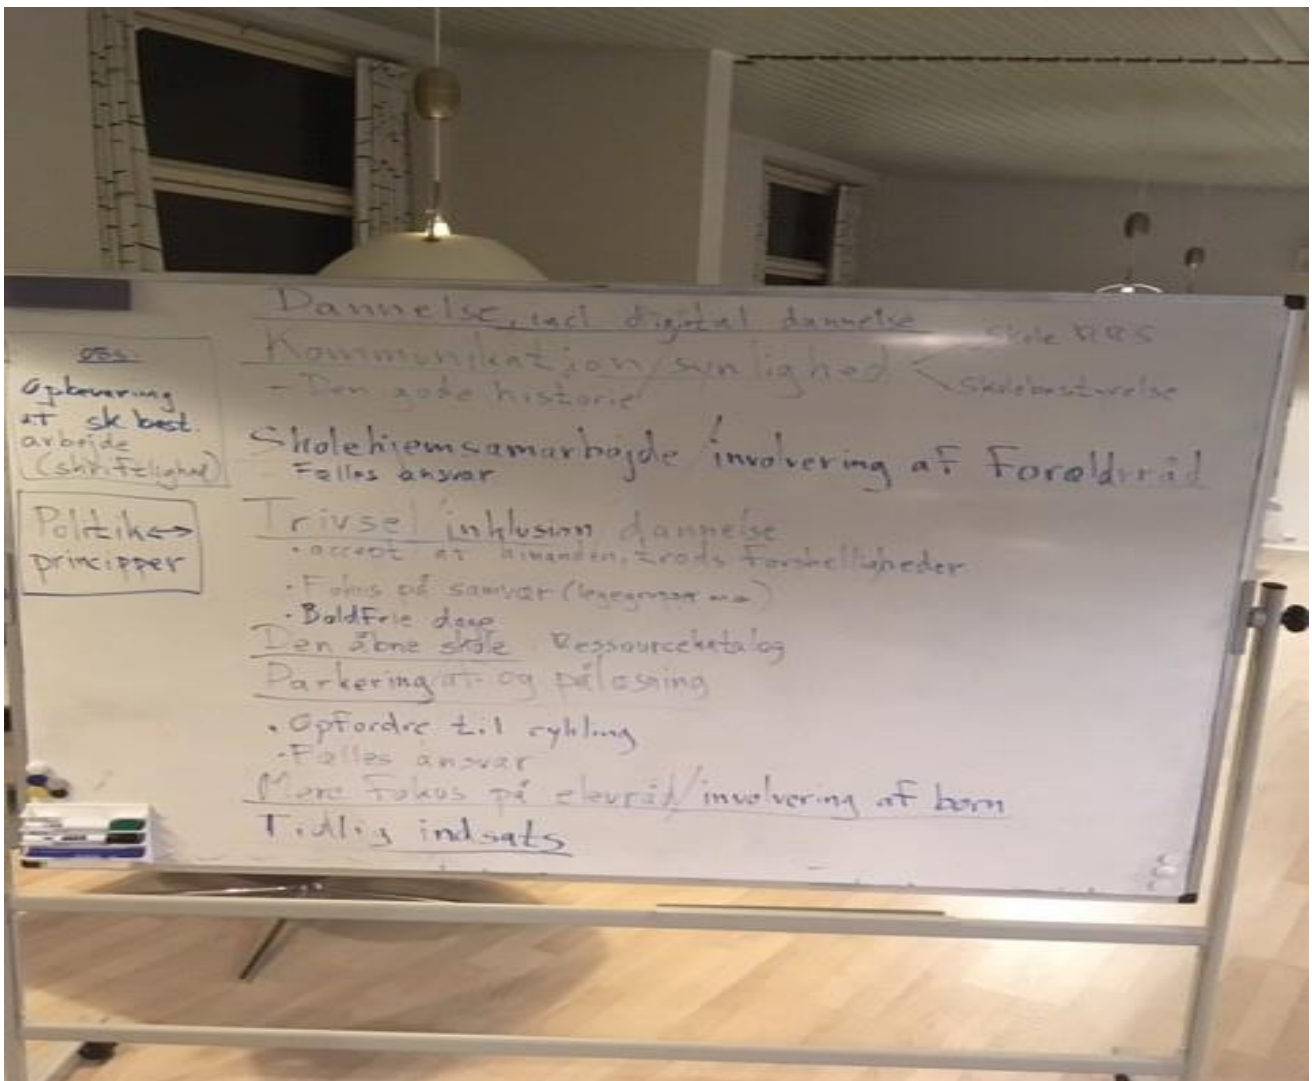 OBS:
Opbevaring
af sk best.
arbejde
(skriftlighed)
Politik ↔
principper
Dannelse, incl digital dannelse
Kommunikation/synlighed
Skole
Skolebestyrelse
- Den gode historie
Skolehjemsamarbejde/involvering af Forældreråd
- Fælles ansvar
Trivsel/inklusion dannelse
• accept af hinanden, trods forskelligheder
• Fokus på samvær (legegrupper
• Boldfrie dage
Den åbne skole Ressourcekatalog
Parkering af- og pålæsning
• Opfordre til cykling
• Fælles ansvar
Mere fokus på elevråd/involvering af børn
Tidlig indsats